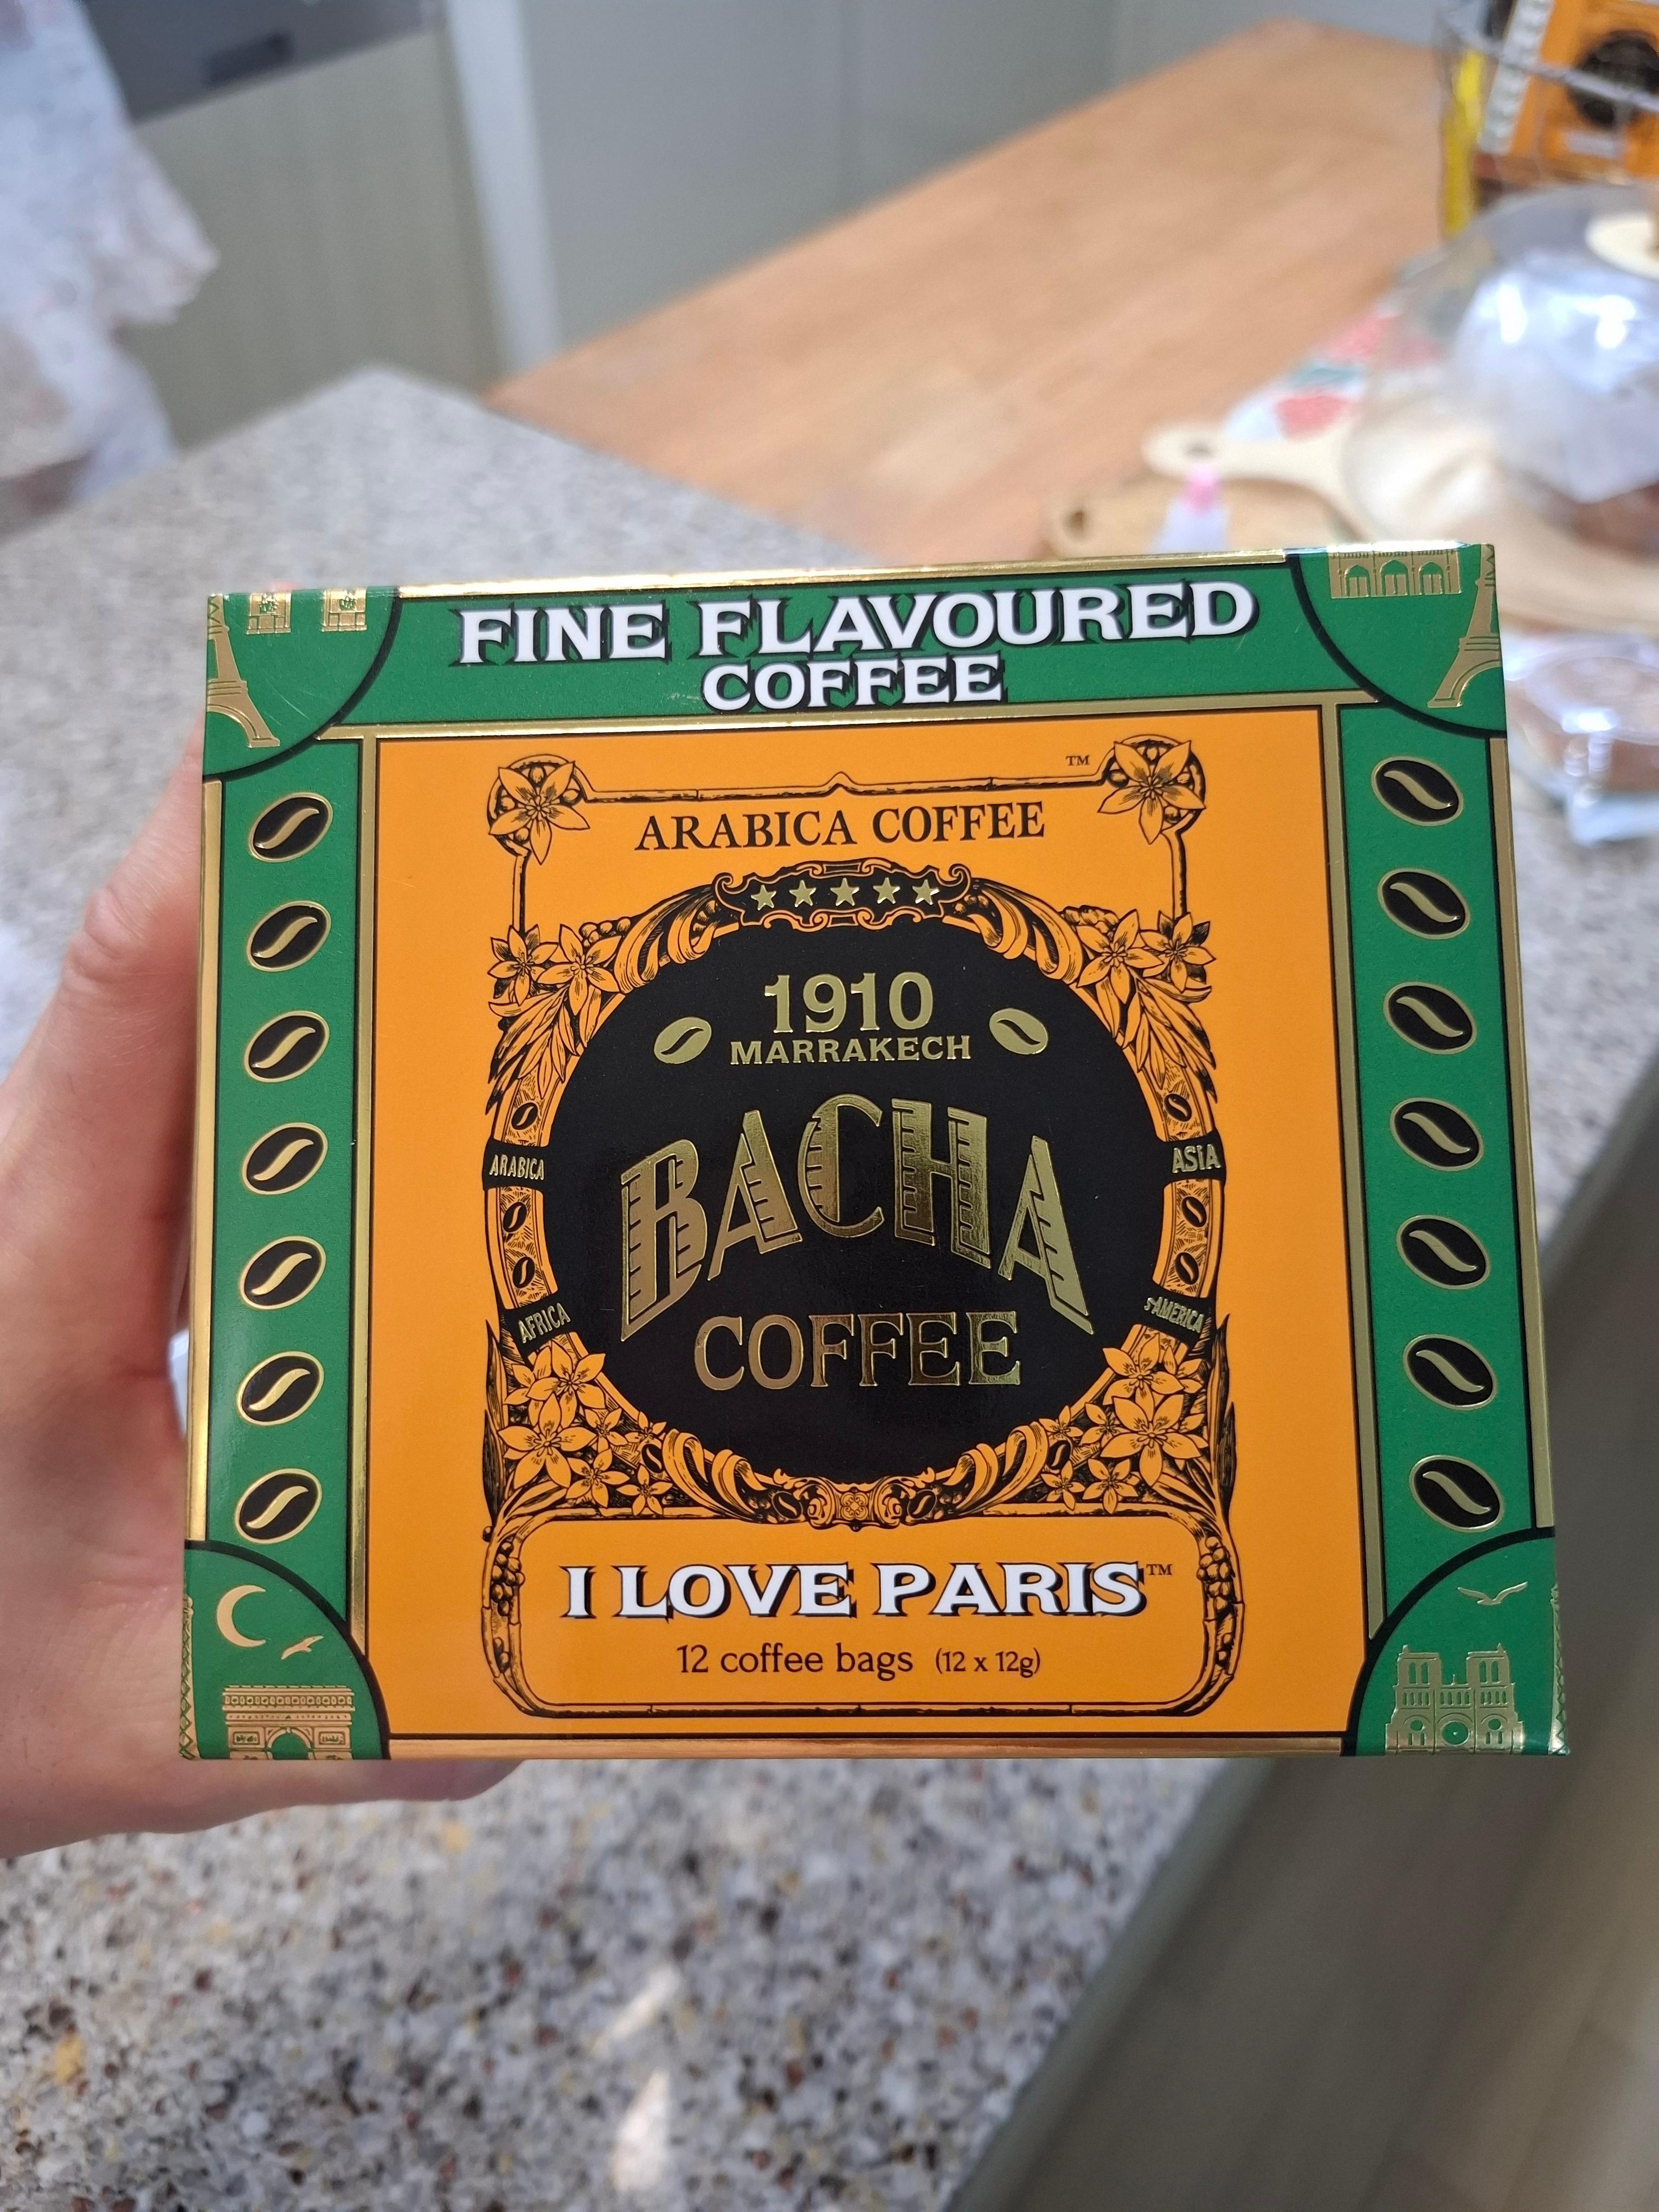 FINE FLAVOURED
COFFEE
TM
ARABICA COFFEE
1910
MARRAKECH
BACHA
COFFEE
ARABICA
ASIA
AFRICA
S-AMERICA
I LOVE PARIS™
12 coffee bags (12 x 12g)